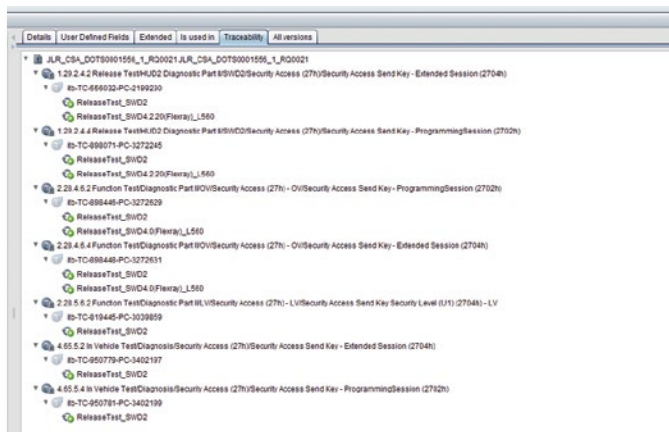 Details User Defined Fields Extended Is used in Traceability All versions
JLR_CSA_DOTS0001556_1_RQ0021 JLR_CSA_DOTS0001556_1_RQ0021
1.29.2.4.2 Release Test/HUD2 Diagnostic Part II/SWD2/Security Access (27h)/Security Access Send Key - Extended Session (2704h)
itb-TC-656032-PC-2199230
ReleaseTest_SWD2
ReleaseTest_SWD4.2.20(Flexray)_L560
1.29.2.4.4 Release Test/HUD2 Diagnostic Part II/SWD2/Security Access (27h)/Security Access Send Key - ProgrammingSession (2702h)
itb-TC-898071-PC-3272245
ReleaseTest_SWD2
ReleaseTest_SWD4.2.20(Flexray)_L560
2.28.4.6.2 Function Test/Diagnostic Part II/OV/Security Access (27h) - OV/Security Access Send Key - ProgrammingSession (2702h)
itb-TC-898446-PC-3272629
ReleaseTest_SWD2
ReleaseTest_SWD4.0(Flexray)_L560
2.28.4.6.4 Function Test/Diagnostic Part II/OV/Security Access (27h) - OV/Security Access Send Key - Extended Session (2704h)
itb-TC-898448-PC-3272631
ReleaseTest_SWD2
ReleaseTest_SWD4.0(Flexray)_L560
2.28.5.6.2 Function Test/Diagnostic Part II/LV/Security Access (27h) - LV/Security Access Send Key Security Level (U1) (2704h) - LV
itb-TC-819445-PC-3039859
ReleaseTest_SWD2
4.65.5.2 In Vehicle Test/Diagnosis/Security Access (27h)/Security Access Send Key - Extended Session (2704h)
itb-TC-950779-PC-3402197
ReleaseTest_SWD2
4.65.5.4 In Vehicle Test/Diagnosis/Security Access (27h)/Security Access Send Key - ProgrammingSession (2702h)
itb-TC-950781-PC-3402199
ReleaseTest_SWD2